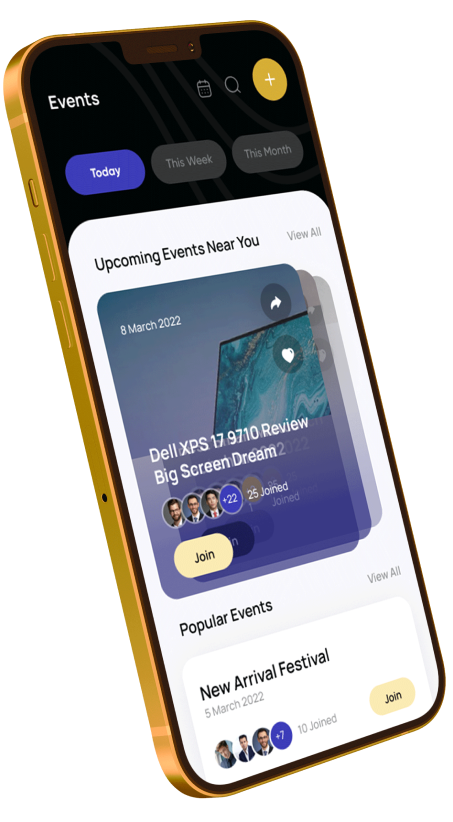 Events
Today
This Week
This Month
Upcoming Events Near You
View All
8 March 2022
Dell XPS 17 9710 Review
Big Screen Dream
+22
25 Joined
Joined
Join
Popular Events
View All
New Arrival Festival
5 March 2022
+7
10 Joined
Join